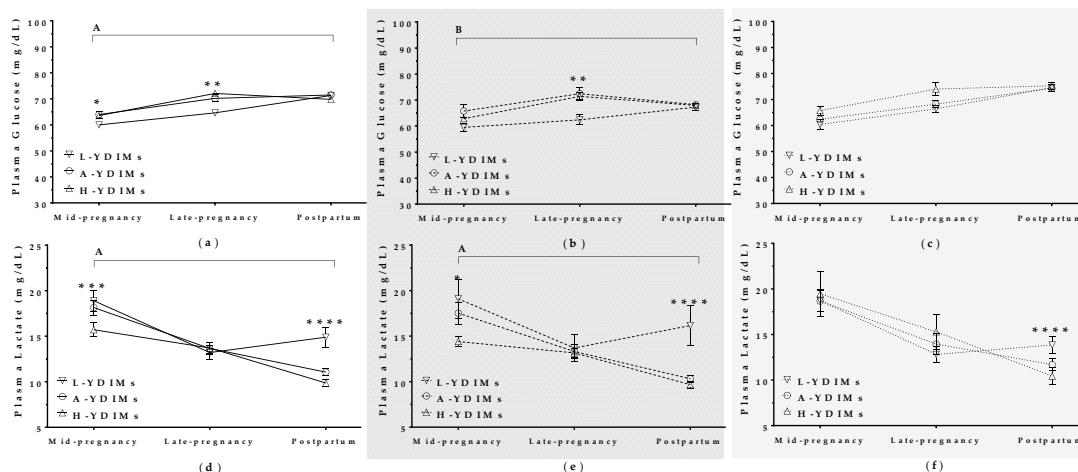 Plasma Glucose (mg/dL)
100
90
80
70
60
50
40
30
A
*
**
L-YDIMs
A-YDIMs
H-YDIMs
Mid-pregnancy Late-pregnancy Postpartum
(a)
Plasma Glucose (mg/dL)
100
90
80
70
60
50
40
30
B
**
L-YDIMs
A-YDIMs
H-YDIMs
Mid-pregnancy Late-pregnancy Postpartum
(b)
Plasma Glucose (mg/dL)
100
90
80
70
60
50
40
30
L-YDIMs
A-YDIMs
H-YDIMs
Mid-pregnancy Late-pregnancy Postpartum
(c)
Plasma Lactate (mg/dL)
25
20
15
10
5
A
***
****
L-YDIMs
A-YDIMs
H-YDIMs
Mid-pregnancy Late-pregnancy Postpartum
(d)
Plasma Lactate (mg/dL)
25
20
15
10
5
A
*
****
L-YDIMs
A-YDIMs
H-YDIMs
Mid-pregnancy Late-pregnancy Postpartum
(e)
Plasma Lactate (mg/dL)
25
20
15
10
5
****
L-YDIMs
A-YDIMs
H-YDIMs
Mid-pregnancy Late-pregnancy Postpartum
(f)